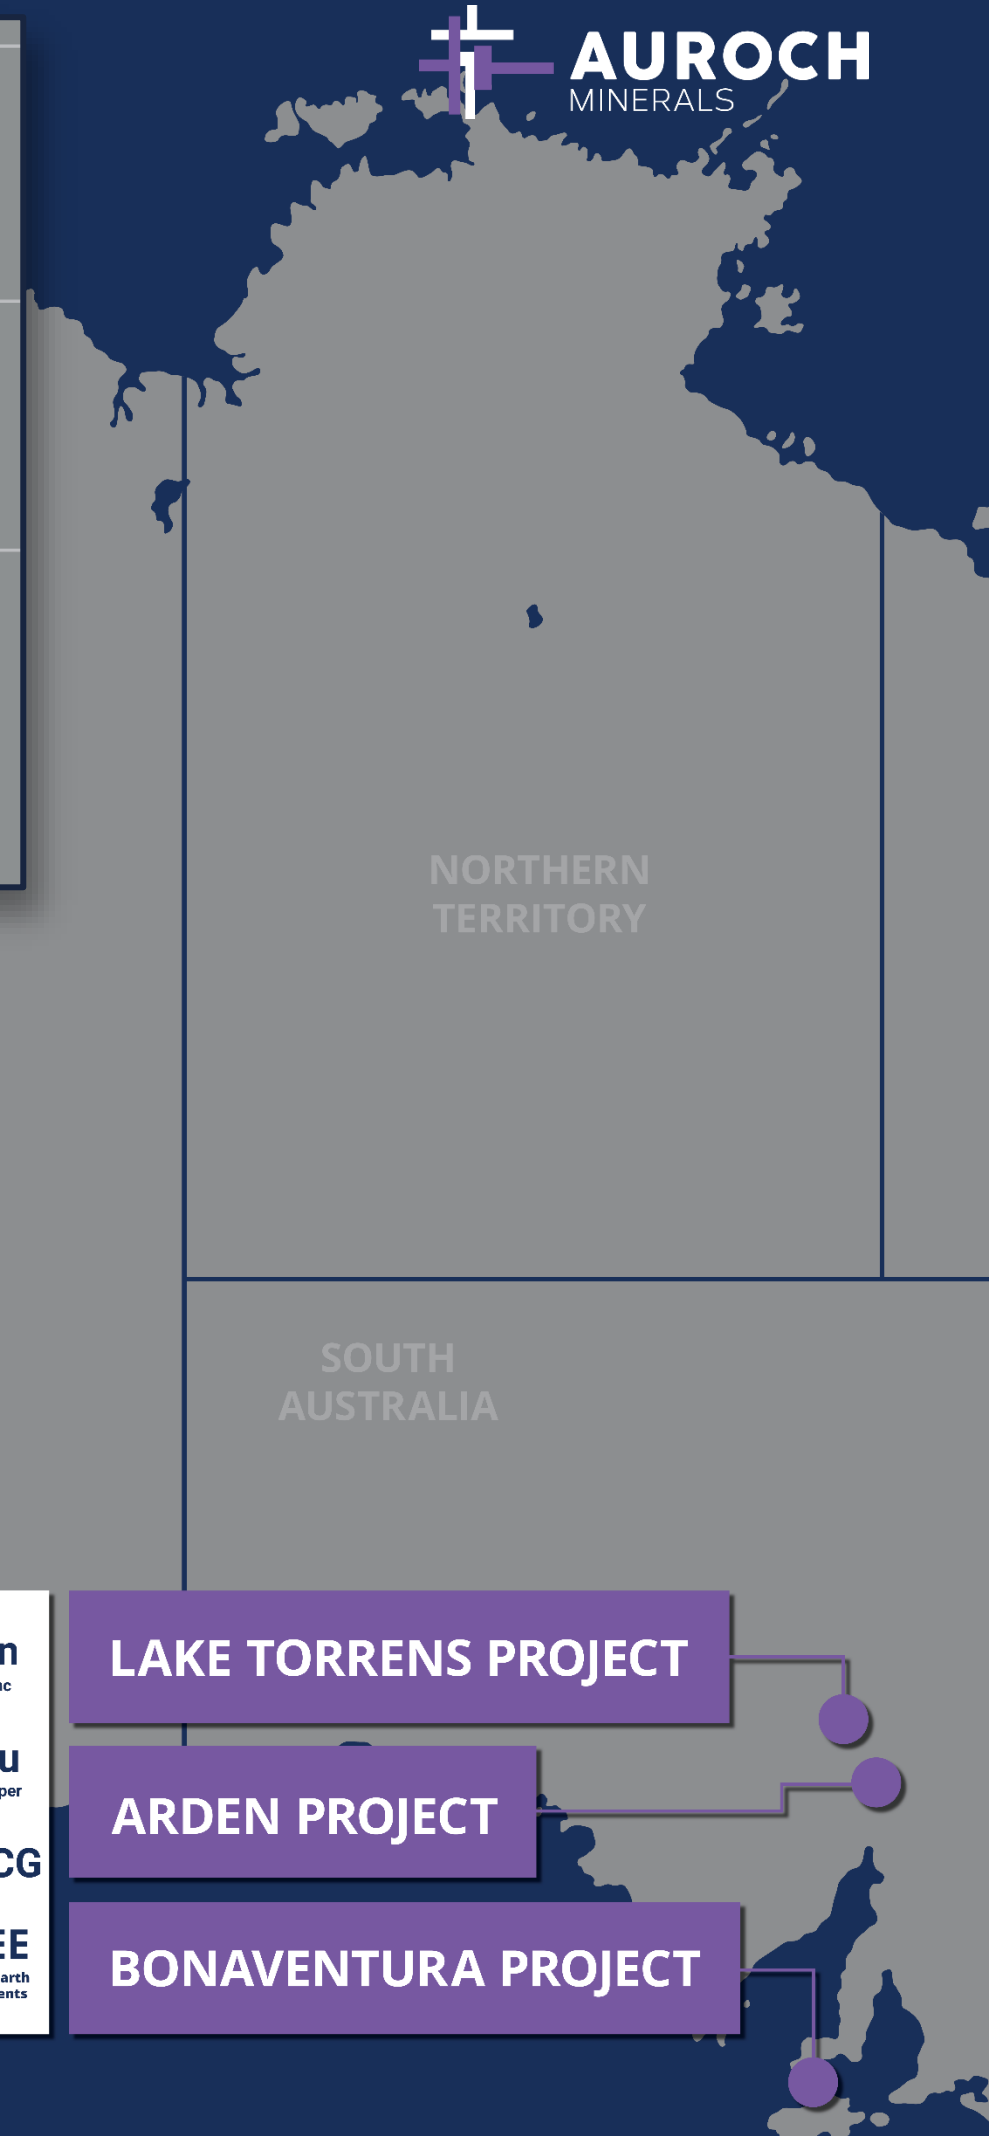 AUROCH
MINERALS
NORTHERN
TERRITORY
SOUTH
AUSTRALIA
LAKE TORRENS PROJECT
ARDEN PROJECT
BONAVENTURA PROJECT